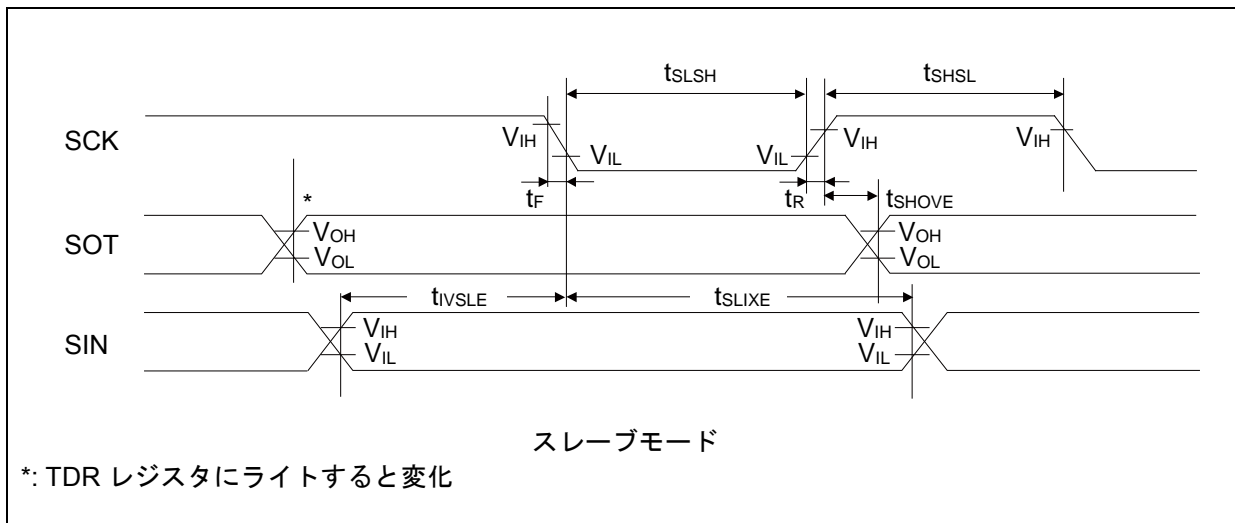 tSLSH tSHSL
SCK VIH VIL VIL VIH VIH
tF tR tSHOVE
*
SOT VOH VOL VOH VOL
tIVSLE tSLIXE
SIN VIH VIL VIH VIL
スレーブモード
*: TDR レジスタにライトすると変化